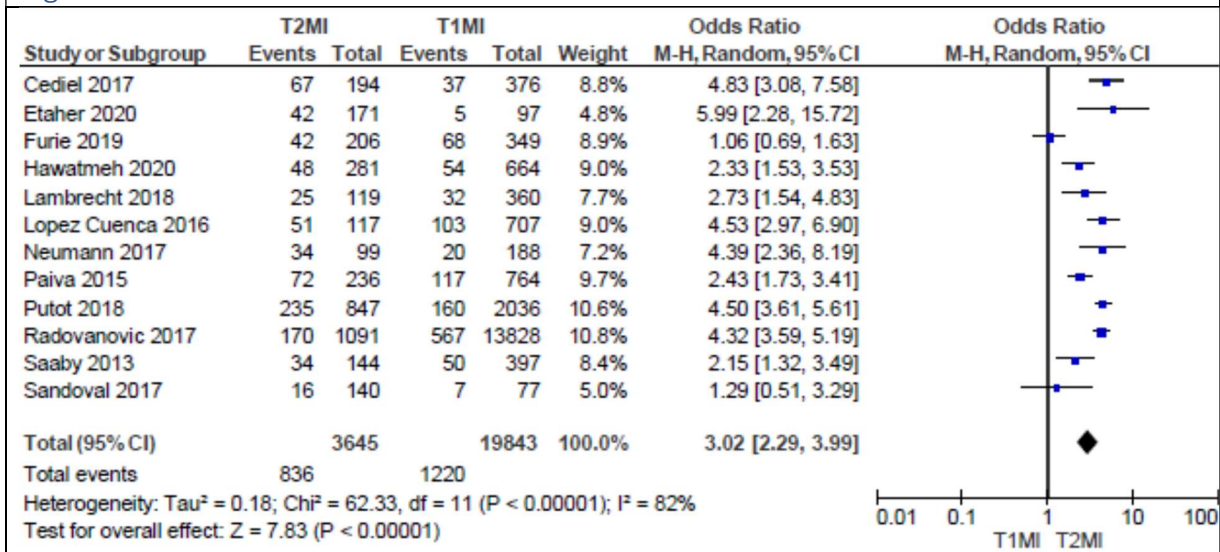 T2MI T1MI Odds Ratio Odds Ratio
Study or Subgroup Events Total Events Total Weight M-H, Random, 95% CI M-H, Random, 95% CI
Cediel 2017 67 194 37 376 8.8% 4.83 [3.08, 7.58]
Etaher 2020 42 171 5 97 4.8% 5.99 [2.28, 15.72]
Furie 2019 42 206 68 349 8.9% 1.06 [0.69, 1.63]
Hawatmeh 2020 48 281 54 664 9.0% 2.33 [1.53, 3.53]
Lambrecht 2018 25 119 32 360 7.7% 2.73 [1.54, 4.83]
Lopez Cuenca 2016 51 117 103 707 9.0% 4.53 [2.97, 6.90]
Neumann 2017 34 99 20 188 7.2% 4.39 [2.36, 8.19]
Paiva 2015 72 236 117 764 9.7% 2.43 [1.73, 3.41]
Putot 2018 235 847 160 2036 10.6% 4.50 [3.61, 5.61]
Radovanovic 2017 170 1091 567 13828 10.8% 4.32 [3.59, 5.19]
Saaby 2013 34 144 50 397 8.4% 2.15 [1.32, 3.49]
Sandoval 2017 16 140 7 77 5.0% 1.29 [0.51, 3.29]
Total (95% CI) 3645 19843 100.0% 3.02 [2.29, 3.99]
Total events 836 1220
Heterogeneity: Tau² = 0.18; Chi² = 62.33, df = 11 (P < 0.00001); I² = 82%
Test for overall effect: Z = 7.83 (P < 0.00001)
0.01 0.1 1 10 100
T1MI T2MI